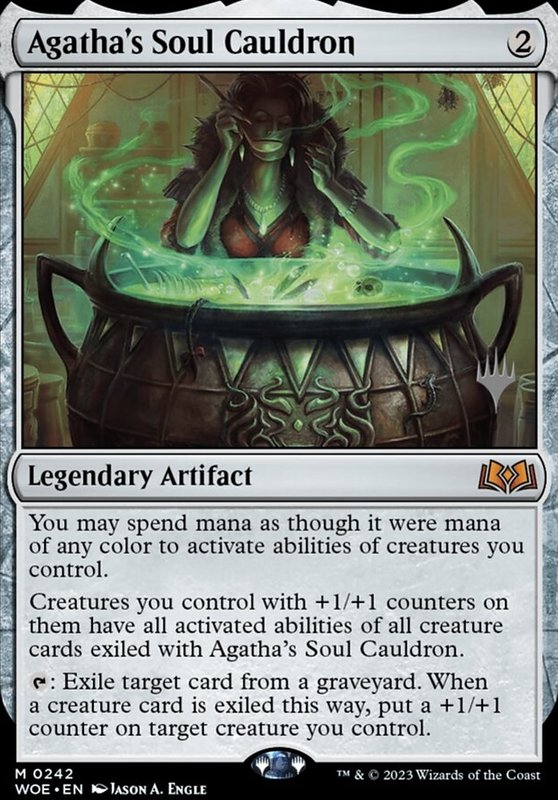 Agatha's Soul Cauldron 2
Legendary Artifact
You may spend mana as though it were mana
of any color to activate abilities of creatures you
control.
Creatures you control with +1/+1 counters on
them have all activated abilities of all creature
cards exiled with Agatha's Soul Cauldron.
: Exile target card from a graveyard. When
a creature card is exiled this way, put a +1/+1
counter on target creature you control.
M 0242
WOE • EN Jason A. Engle
™ & © 2023 Wizards of the Coast